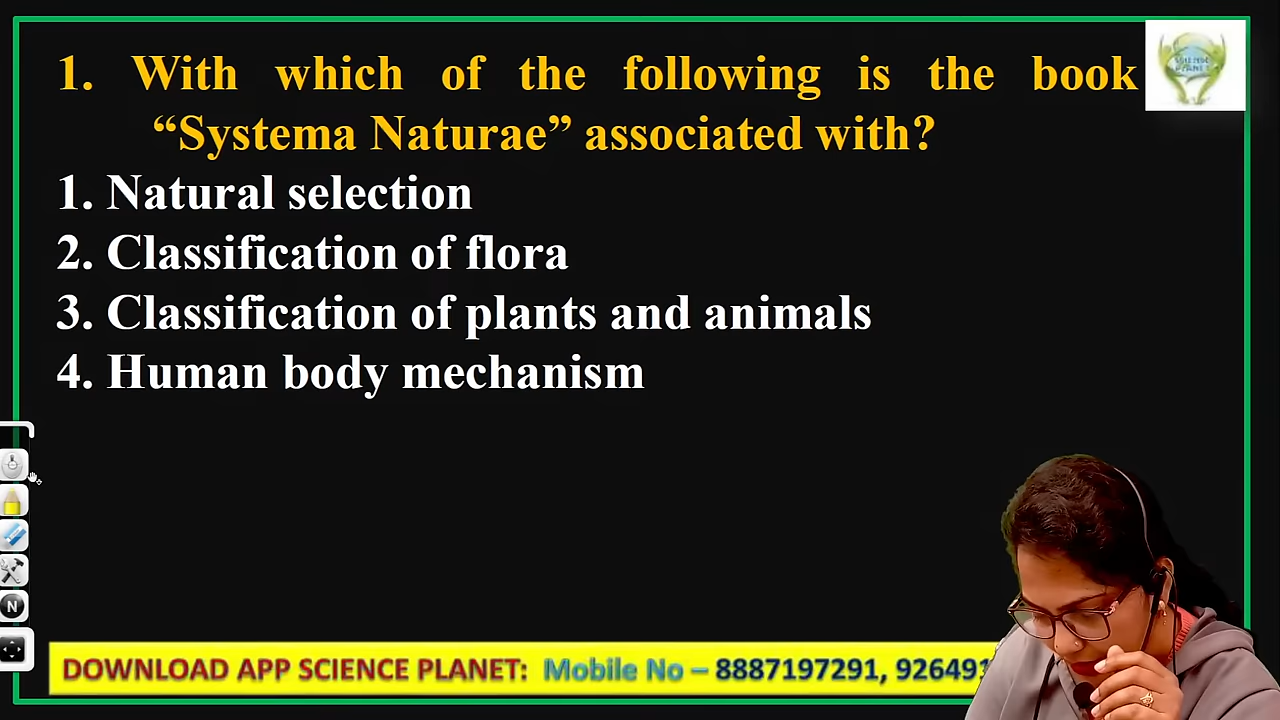 1. With which of the following is the book
“Systema Naturae” associated with?
1. Natural selection
2. Classification of flora
3. Classification of plants and animals
4. Human body mechanism
N
DOWNLOAD APP SCIENCE PLANET: Mobile No – 8887197291, 92649